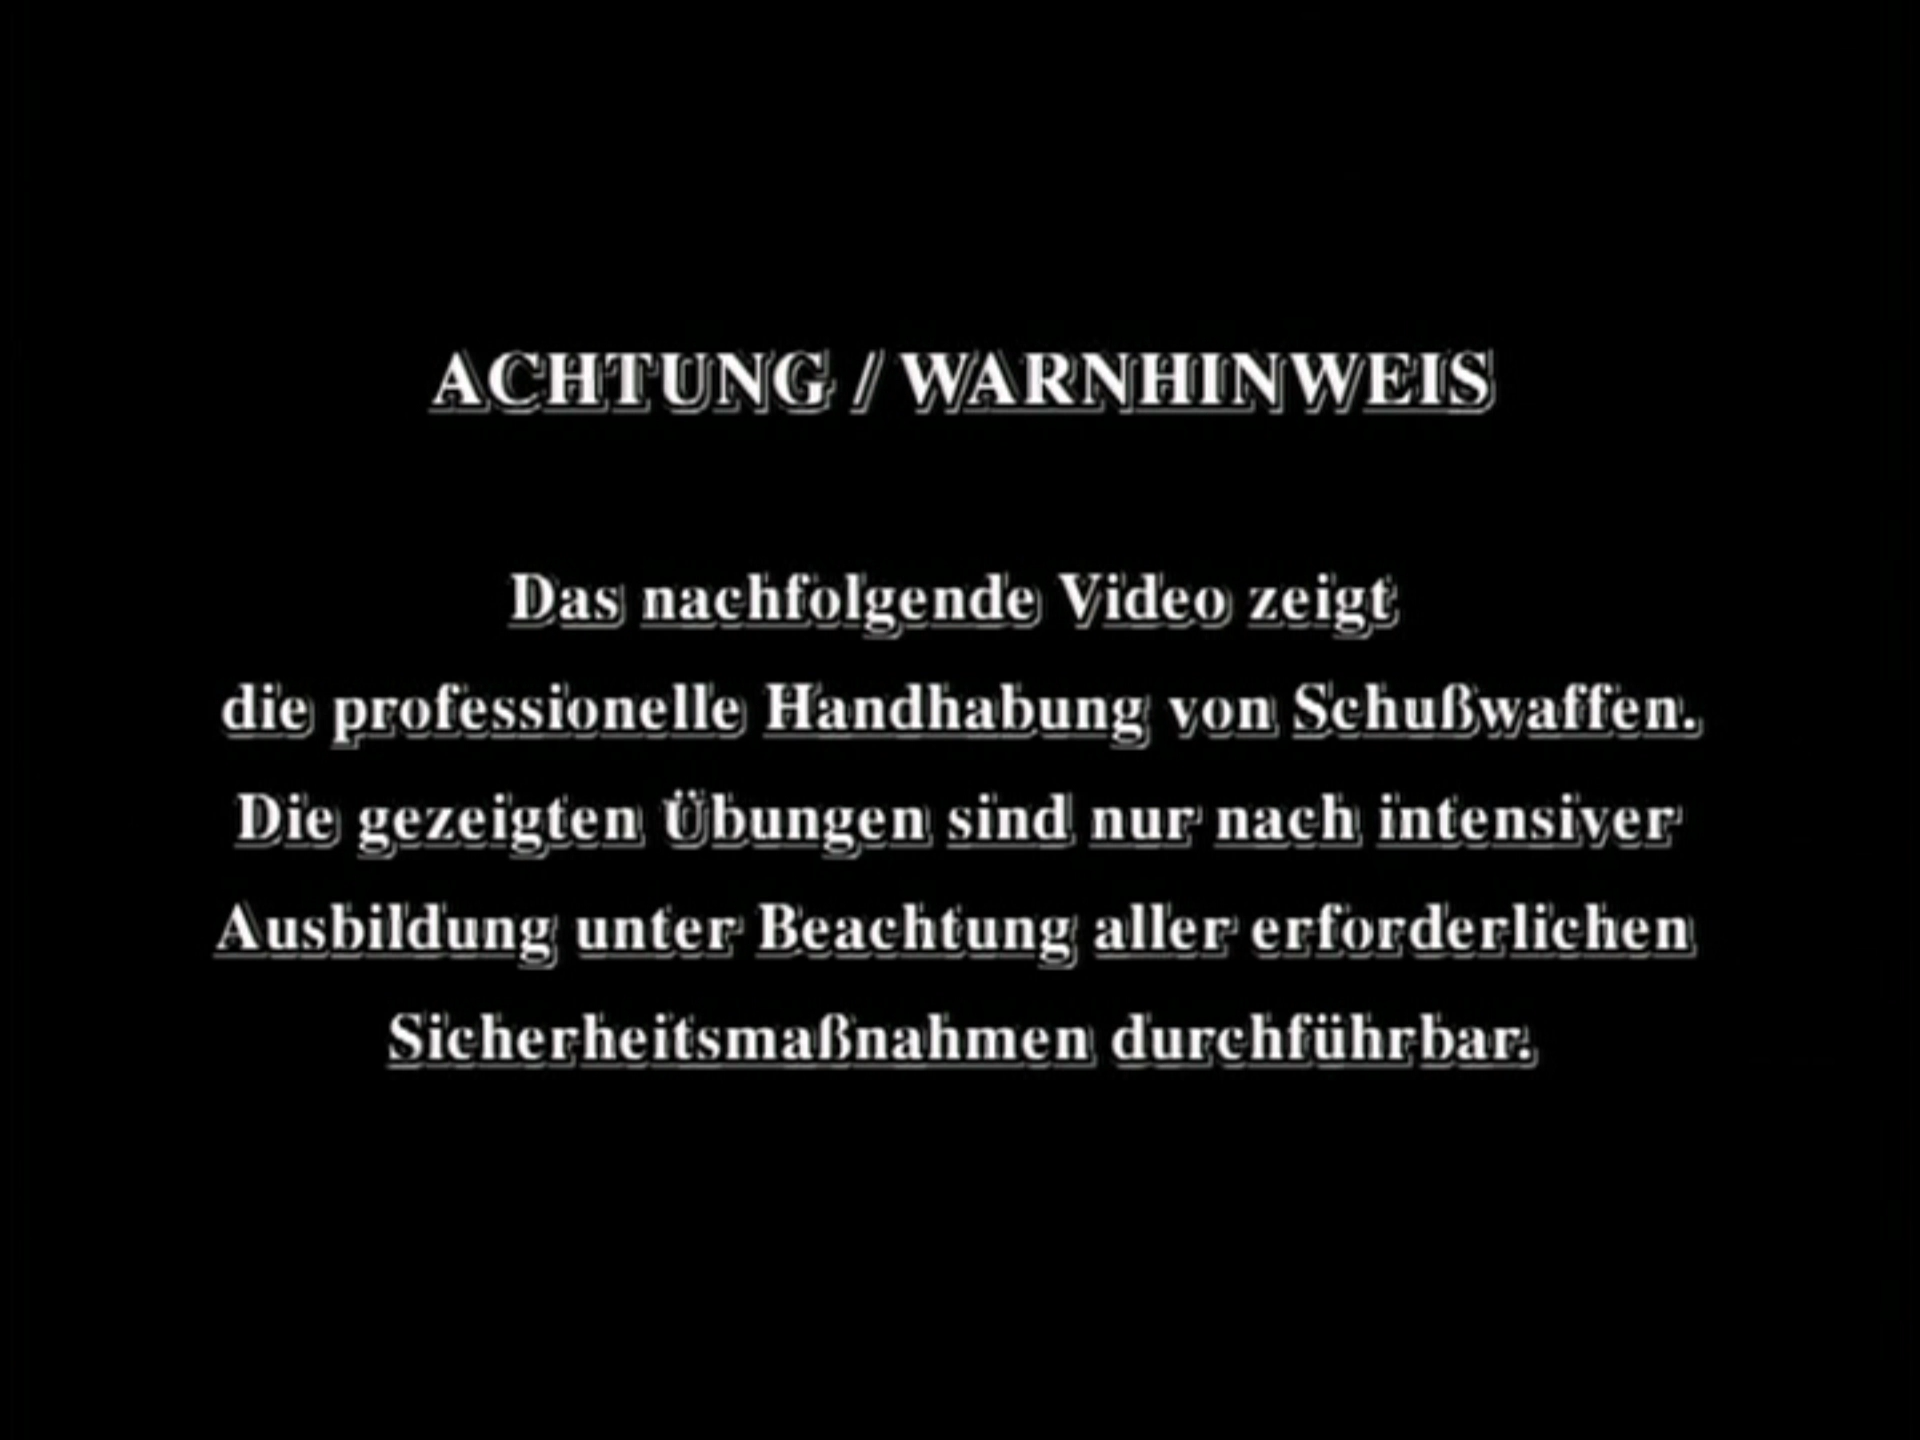 ACHTUNG / WARNHINWEIS
Das nachfolgende Video zeigt
die professionelle Handhabung von Schußwaffen.
Die gezeigten Übungen sind nur nach intensiver
Ausbildung unter Beachtung aller erforderlichen
Sicherheitsmaßnahmen durchführbar.